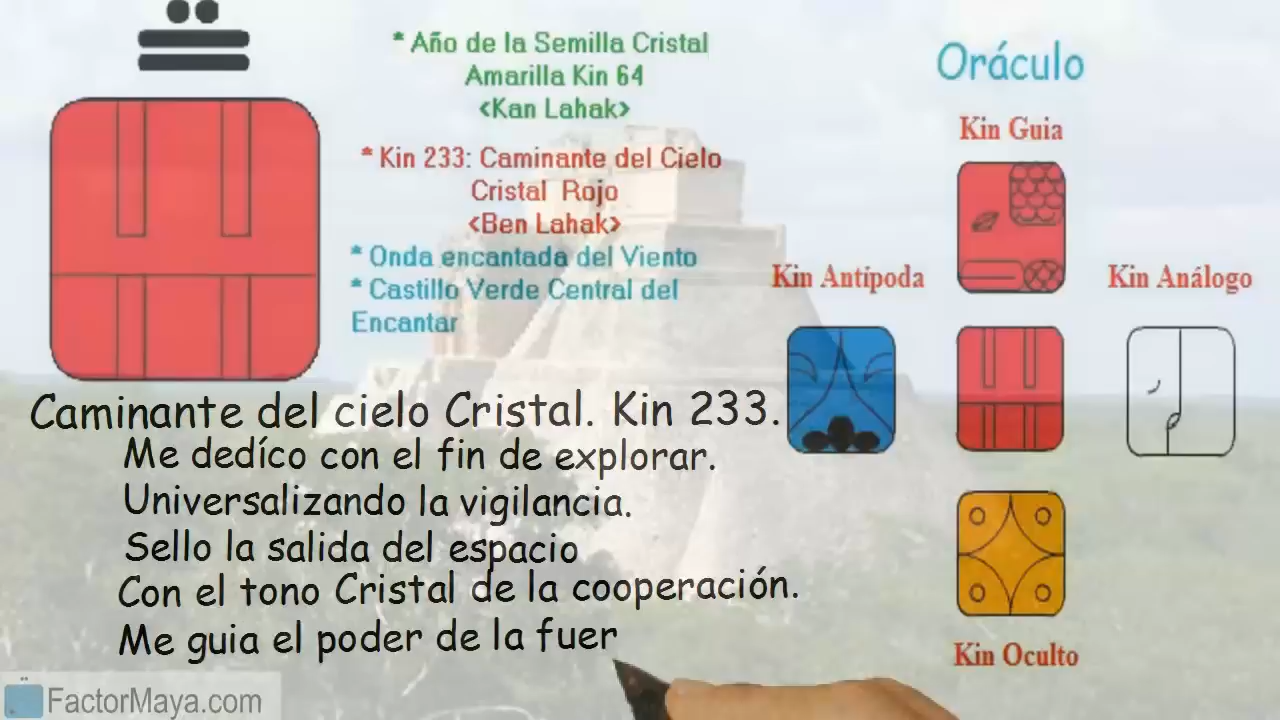 * Año de la Semilla Cristal
Amarilla Kin 64
<Kan Lahak>
* Kin 233: Caminante del Cielo
Cristal Rojo
<Ben Lahak>
* Onda encantada del Viento
* Castillo Verde Central del
Encantar
Oráculo
Kin Guia
Kin Antípoda
Kin Análogo
Kin Oculto
Caminante del cielo Cristal. Kin 233.
Me dedíco con el fin de explorar.
Universalizando la vigilancia.
Sello la salida del espacio
Con el tono Cristal de la cooperación.
Me guia el poder de la fuer
FactorMaya.com